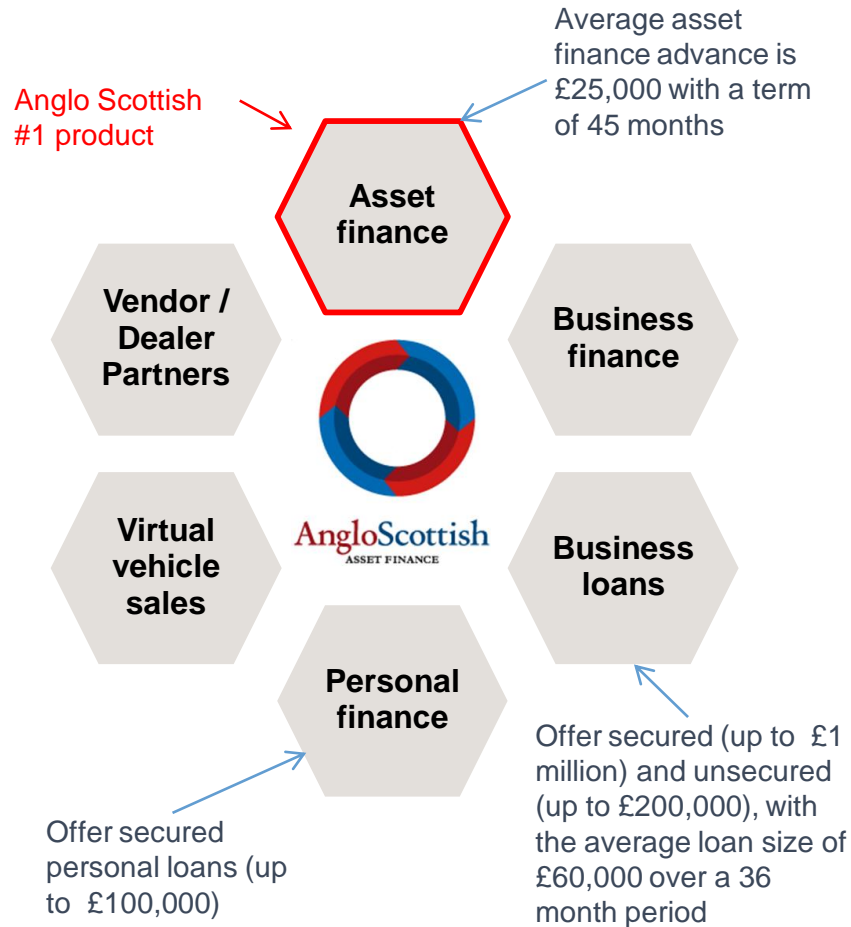 Average asset
finance advance is
£25,000 with a term
of 45 months
Anglo Scottish
#1 product
Asset
finance
Vendor /
Dealer
Partners
Business
finance
AngloScottish
ASSET FINANCE
Virtual
vehicle
sales
Business
loans
Personal
finance
Offer secured (up to £1
million) and unsecured
(up to £200,000), with
the average loan size of
£60,000 over a 36
month period
Offer secured
personal loans (up
to £100,000)